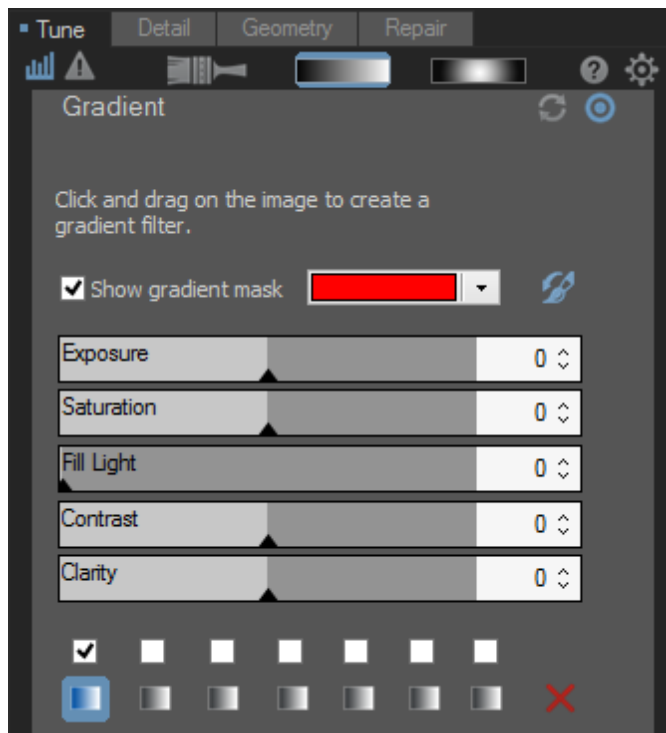 Tune Detail Geometry Repair
Gradient
Click and drag on the image to create a
gradient filter.
Show gradient mask
Exposure 0
Saturation 0
Fill Light 0
Contrast 0
Clarity 0